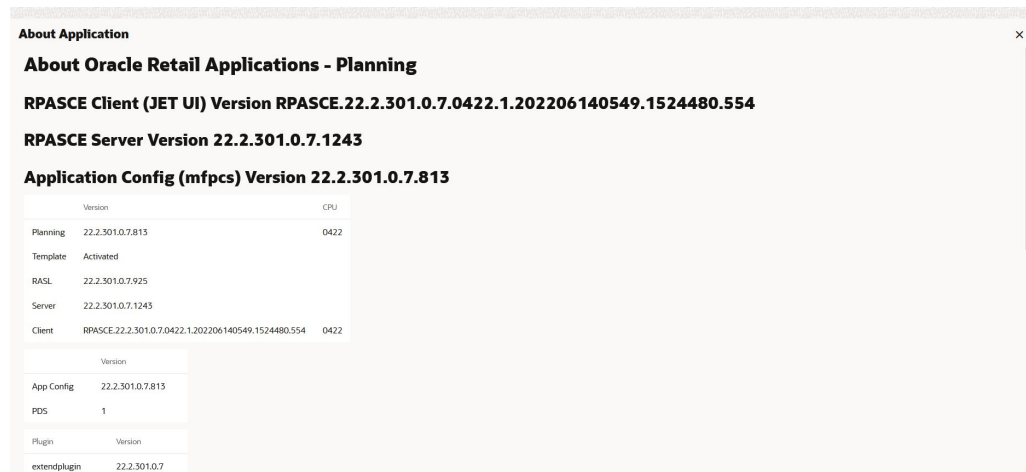 About Application ×
About Oracle Retail Applications - Planning
RPASCE Client (JET UI) Version RPASCE.22.2.301.0.7.0422.1.202206140549.1524480.554
RPASCE Server Version 22.2.301.0.7.1243
Application Config (mfpcs) Version 22.2.301.0.7.813
Version CPU
Planning 22.2.301.0.7.813 0422
Template Activated
RASL 22.2.301.0.7.925
Server 22.2.301.0.7.1243
Client RPASCE.22.2.301.0.7.0422.1.202206140549.1524480.554 0422
Version
App Config 22.2.301.0.7.813
PDS 1
Plugin Version
extendplugin 22.2.301.0.7